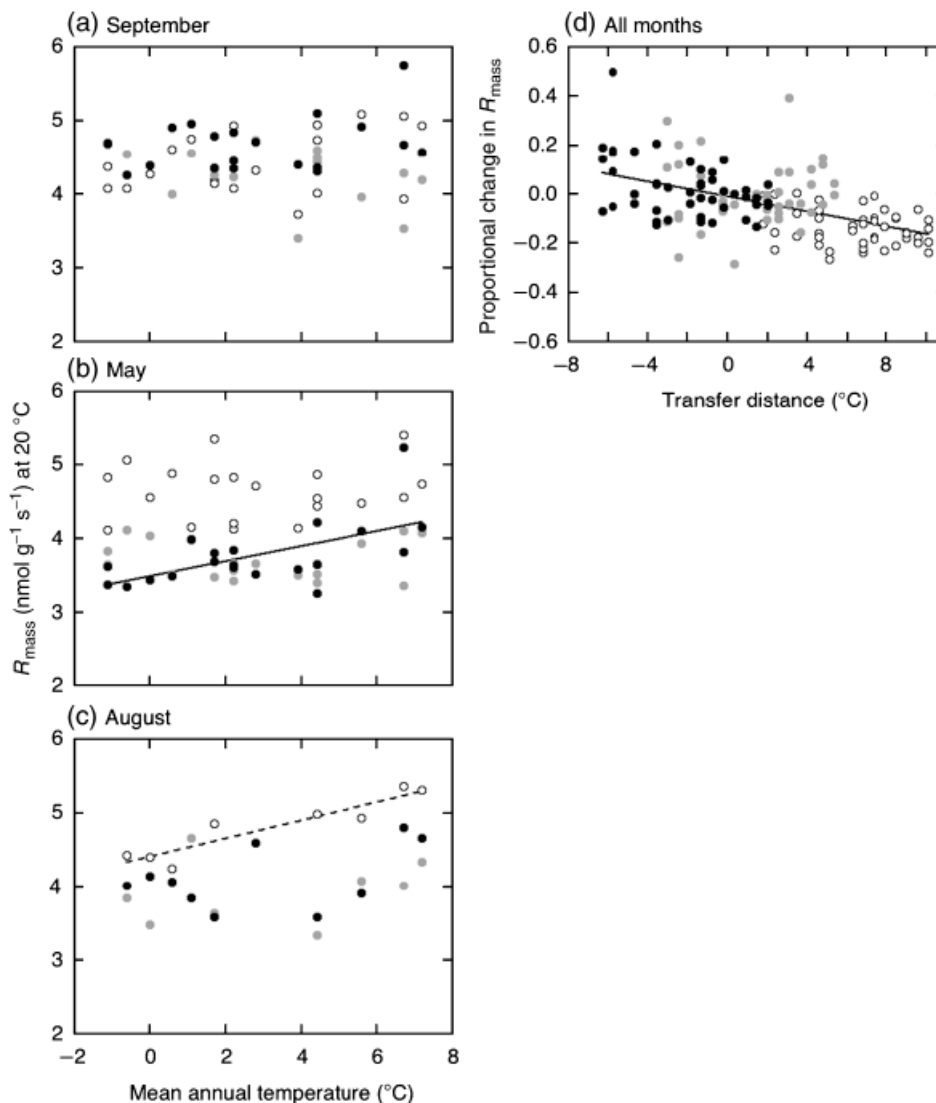 (a) September
6
5
4
3
2
(b) May
6
5
4
3
2
(c) August
6
5
4
3
2
−2 0 2 4 6 8
Mean annual temperature (°C)
Rmass (nmol g−1 s−1) at 20 °C
(d) All months
0.6
0.4
0.2
0.0
−0.2
−0.4
−0.6
−8 −4 0 4 8
Transfer distance (°C)
Proportional change in Rmass